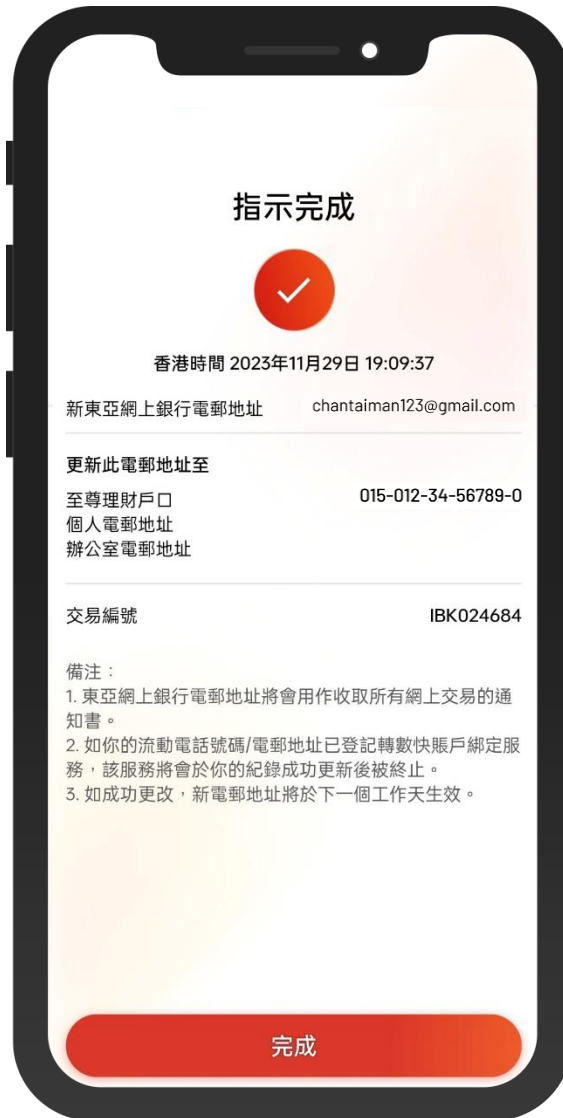 指示完成
香港時間 2023年11月29日 19:09:37
新東亞網上銀行電郵地址 chantaiman123@gmail.com
更新此電郵地址至
至尊理財戶口 015-012-34-56789-0
個人電郵地址
辦公室電郵地址
交易編號 IBK024684
備注：
1. 東亞網上銀行電郵地址將會用作收取所有網上交易的通
知書。
2. 如你的流動電話號碼/電郵地址已登記轉數快賬戶綁定服
務，該服務將會於你的紀錄成功更新後被終止。
3. 如成功更改，新電郵地址將於下一個工作天生效。
完成